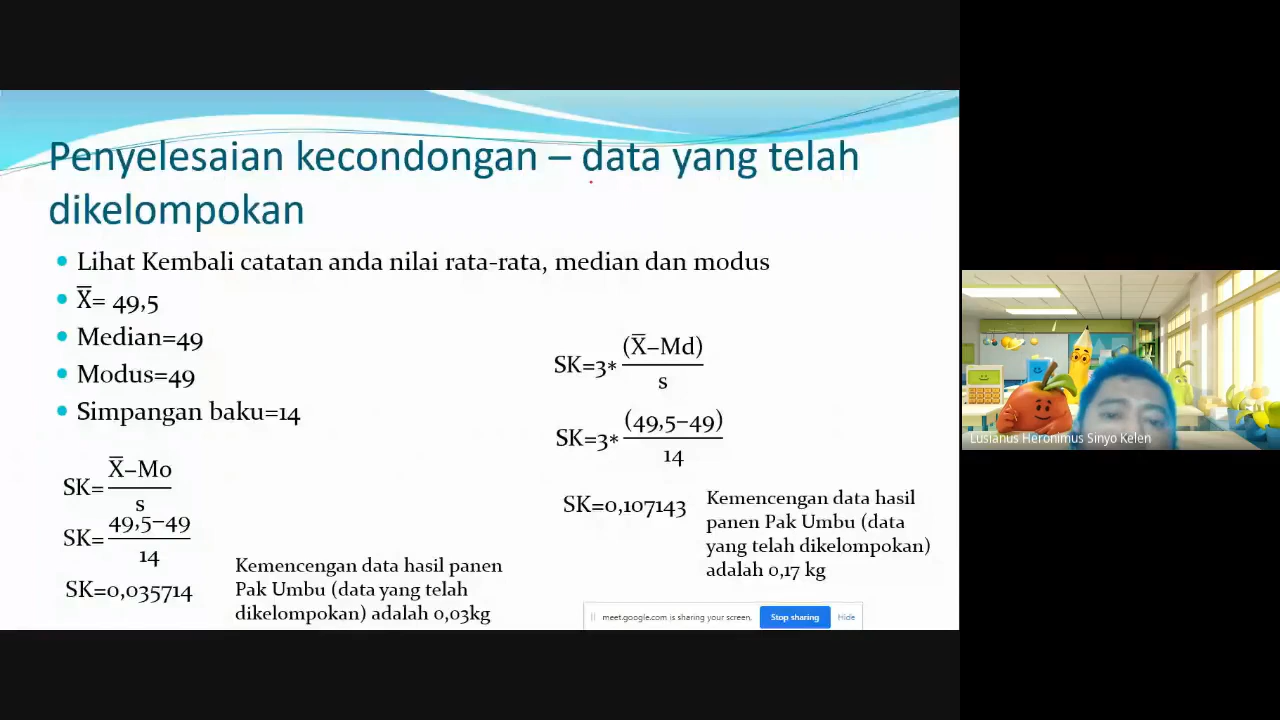 Penyelesaian kecondongan – data yang telah
dikelompokan
Lihat Kembali catatan anda nilai rata-rata, median dan modus
X̅= 49,5
Median=49
Modus=49
Simpangan baku=14
SK=
X̅−Mo
s
SK=
49,5−49
14
SK=0,035714
Kemencengan data hasil panen
Pak Umbu (data yang telah
dikelompokan) adalah 0,03kg
SK=3*
(X̅−Md)
s
SK=3*
(49,5−49)
14
SK=0,107143
Kemencengan data hasil
panen Pak Umbu (data
yang telah dikelompokan)
adalah 0,17 kg
meet.google.com is sharing your screen.
Stop sharing
Hide
Lusianus Heronimus Sinyo Kelen